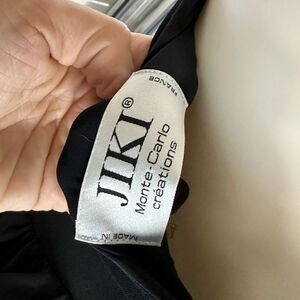 JIKI®
Monte-Carlo
créations
MADE IN
FRANCE